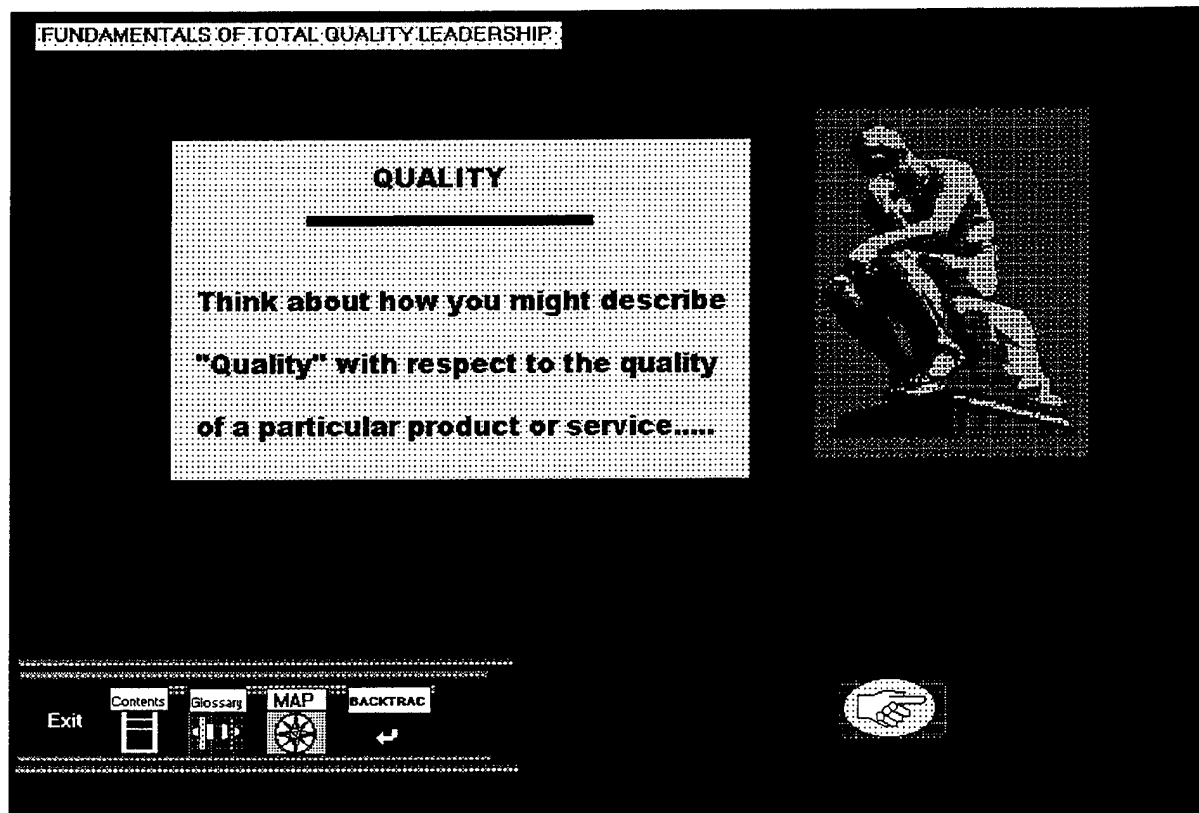 FUNDAMENTALS OF TOTAL QUALITY LEADERSHIP
QUALITY
Think about how you might describe
"Quality" with respect to the quality
of a particular product or service.....
Exit
Contents
Glossary
MAP
BACKTRAC